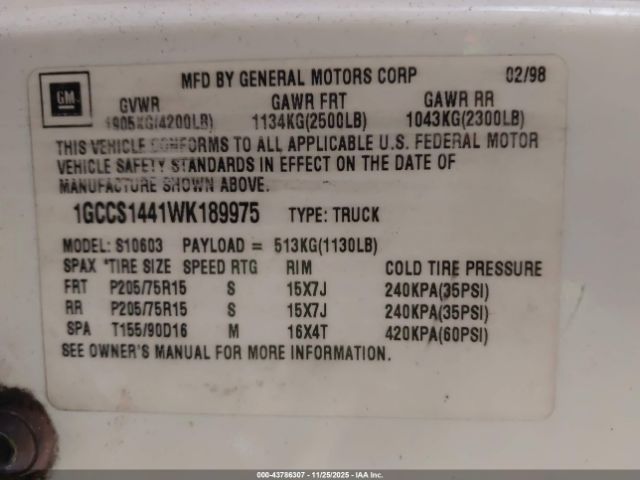 GM
MFD BY GENERAL MOTORS CORP 02/98
GVWR GAWR FRT GAWR RR
1905KG(4200LB) 1134KG(2500LB) 1043KG(2300LB)
THIS VEHICLE CONFORMS TO ALL APPLICABLE U.S. FEDERAL MOTOR
VEHICLE SAFETY STANDARDS IN EFFECT ON THE DATE OF
MANUFACTURE SHOWN ABOVE.
1GCCS1441WK189975 TYPE: TRUCK
MODEL: S10603 PAYLOAD = 513KG(1130LB)
SPAX *TIRE SIZE SPEED RTG RIM COLD TIRE PRESSURE
FRT P205/75R15 S 15X7J 240KPA(35PSI)
RR P205/75R15 S 15X7J 240KPA(35PSI)
SPA T155/90D16 M 16X4T 420KPA(60PSI)
SEE OWNER'S MANUAL FOR MORE INFORMATION.
000-43786307 - 11/25/2025 - IAA Inc. Copyright